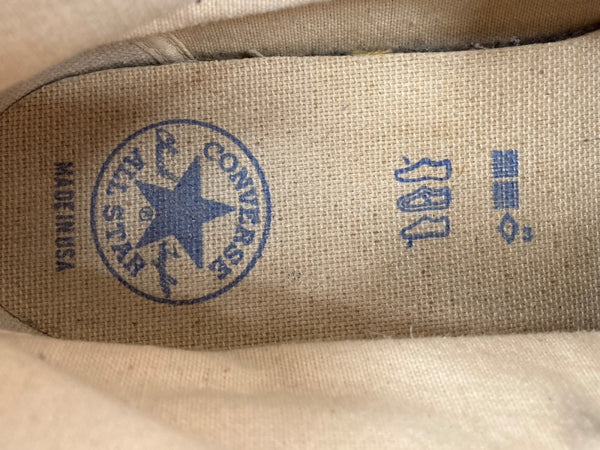 CONVERSE
®
ALL STAR
MADE IN USA